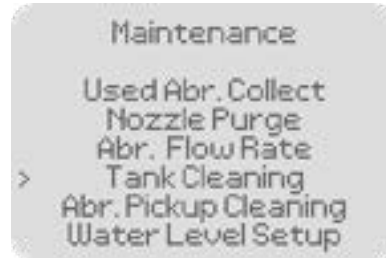 Maintenance
Used Abr. Collect
Nozzle Purge
Abr. Flow Rate
> Tank Cleaning
Abr. Pickup Cleaning
Water Level Setup